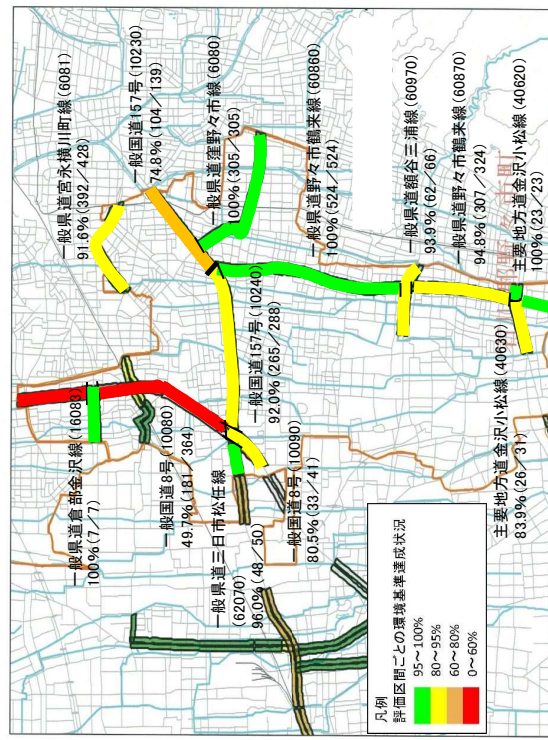 一般県道宮永横川町線(6081)
91.6%(392/428)
一般国道157号(10230)
74.8%(104/139)
一般県道窪野々市線(6080)
100%(305/305)
一般県道野々市鶴来線(60860)
100%(524/524)
一般県道額谷三浦線(60970)
93.9%(62/66)
一般県道野々市鶴来線(60870)
94.8%(307/324)
主要地方道金沢小松線(40620)
100%(23/23)
一般県道倉部金沢線(16083)
100%(7/7)
一般国道8号(10080)
49.7%(181/364)
一般国道157号(10240)
92.0%(265/288)
一般県道三日市松任線
(62070)
96.0%(48/50)
一般国道8号(10090)
80.5%(33/41)
主要地方道金沢小松線(40630)
83.9%(26/31)
凡例
評価区間ごとの環境基準達成状況
95～100%
80～95%
60～80%
0～60%